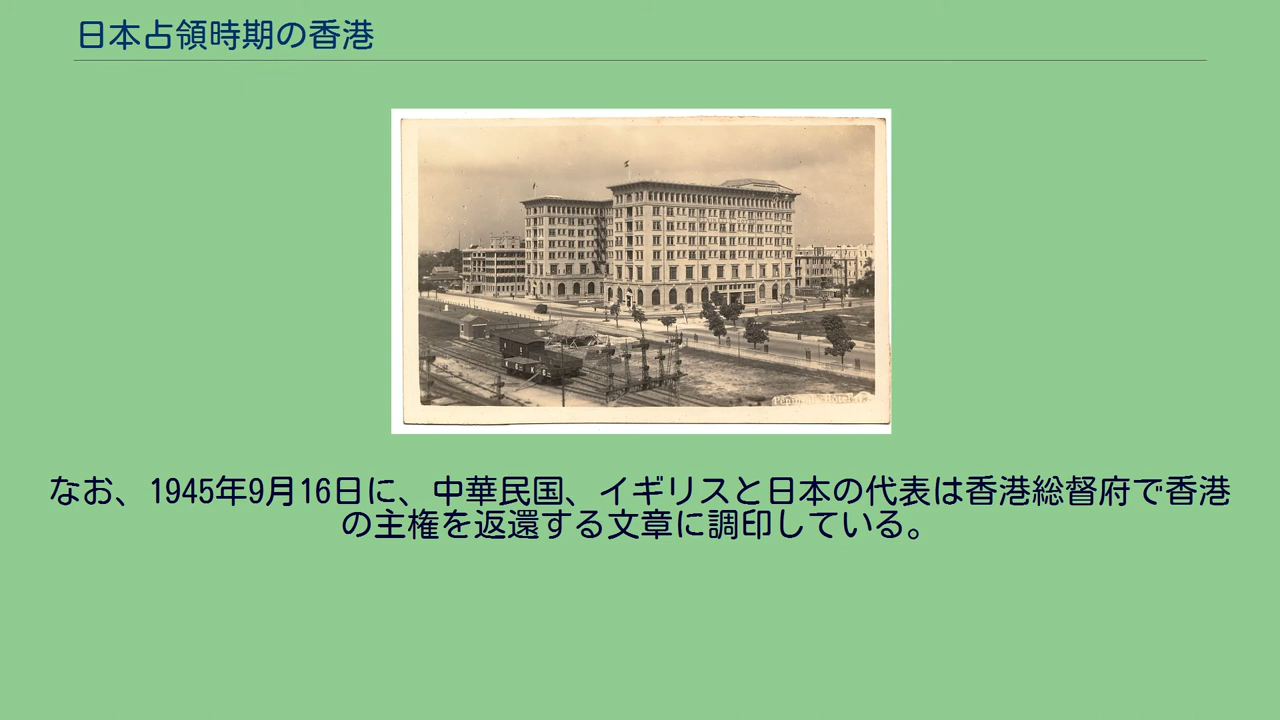 日本占領時期の香港
Hotel
なお、1945年9月16日に、中華民国、イギリスと日本の代表は香港総督府で香港
の主権を返還する文章に調印している。